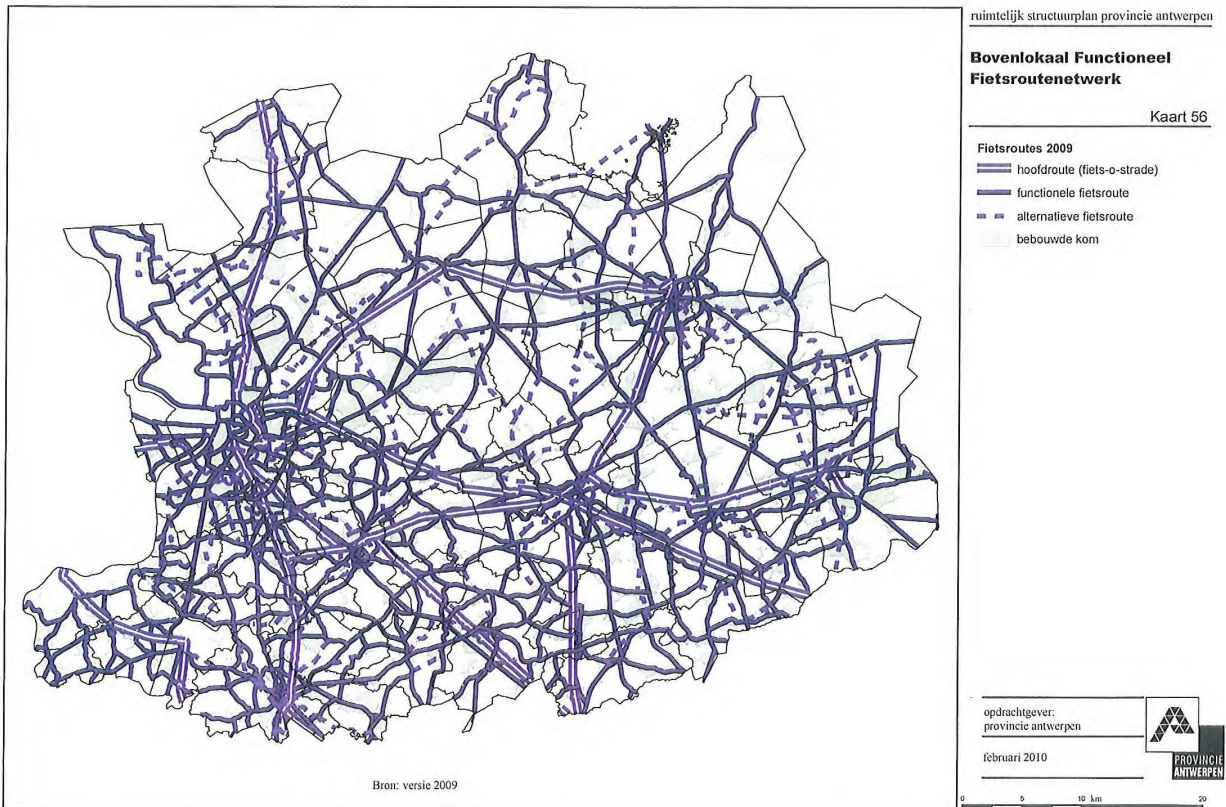 ruimtelijk structuurplan provincie antwerpen
Bovenlokaal Functioneel
Fietsroutenetwerk
Kaart 56
Fietsroutes 2009
hoofdroute (fiets-o-strade)
functionele fietsroute
alternatieve fietsroute
bebouwde kom
opdrachtgever:
provincie antwerpen
februari 2010
PROVINCIE
ANTWERPEN
Bron: versie 2009
0 5 10 km 20